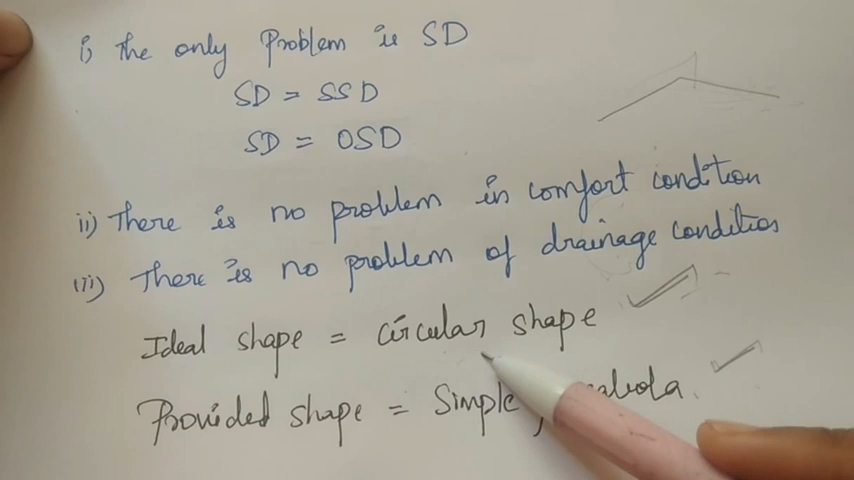 i) the only Problem is SD
SD = SSD
SD = OSD
ii) There is no problem in comfort condition
(ii) There is no problem of drainage condition
Ideal shape = circular shape
Provided shape = Simple